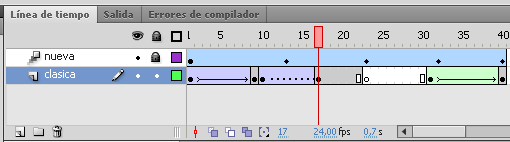 Línea de tiempo Salida Errores de compilador
1 5 10 15 20 25 30 35 40
nueva
clasica
17 24,00 fps 0,7 s